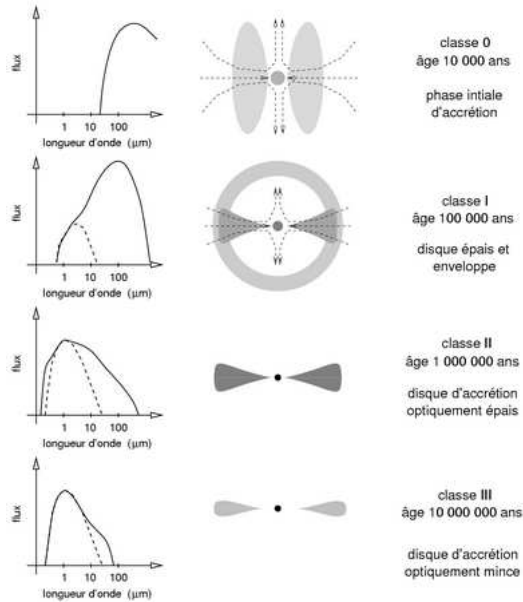 flux
1 10 100
longueur d'onde (µm)
classe 0
âge 10 000 ans
phase intiale
d'accrétion
flux
1 10 100
longueur d'onde (µm)
classe I
âge 100 000 ans
disque épais et
enveloppe
flux
1 10 100
longueur d'onde (µm)
classe II
âge 1 000 000 ans
disque d'accrétion
optiquement épais
flux
1 10 100
longueur d'onde (µm)
classe III
âge 10 000 000 ans
disque d'accrétion
optiquement mince